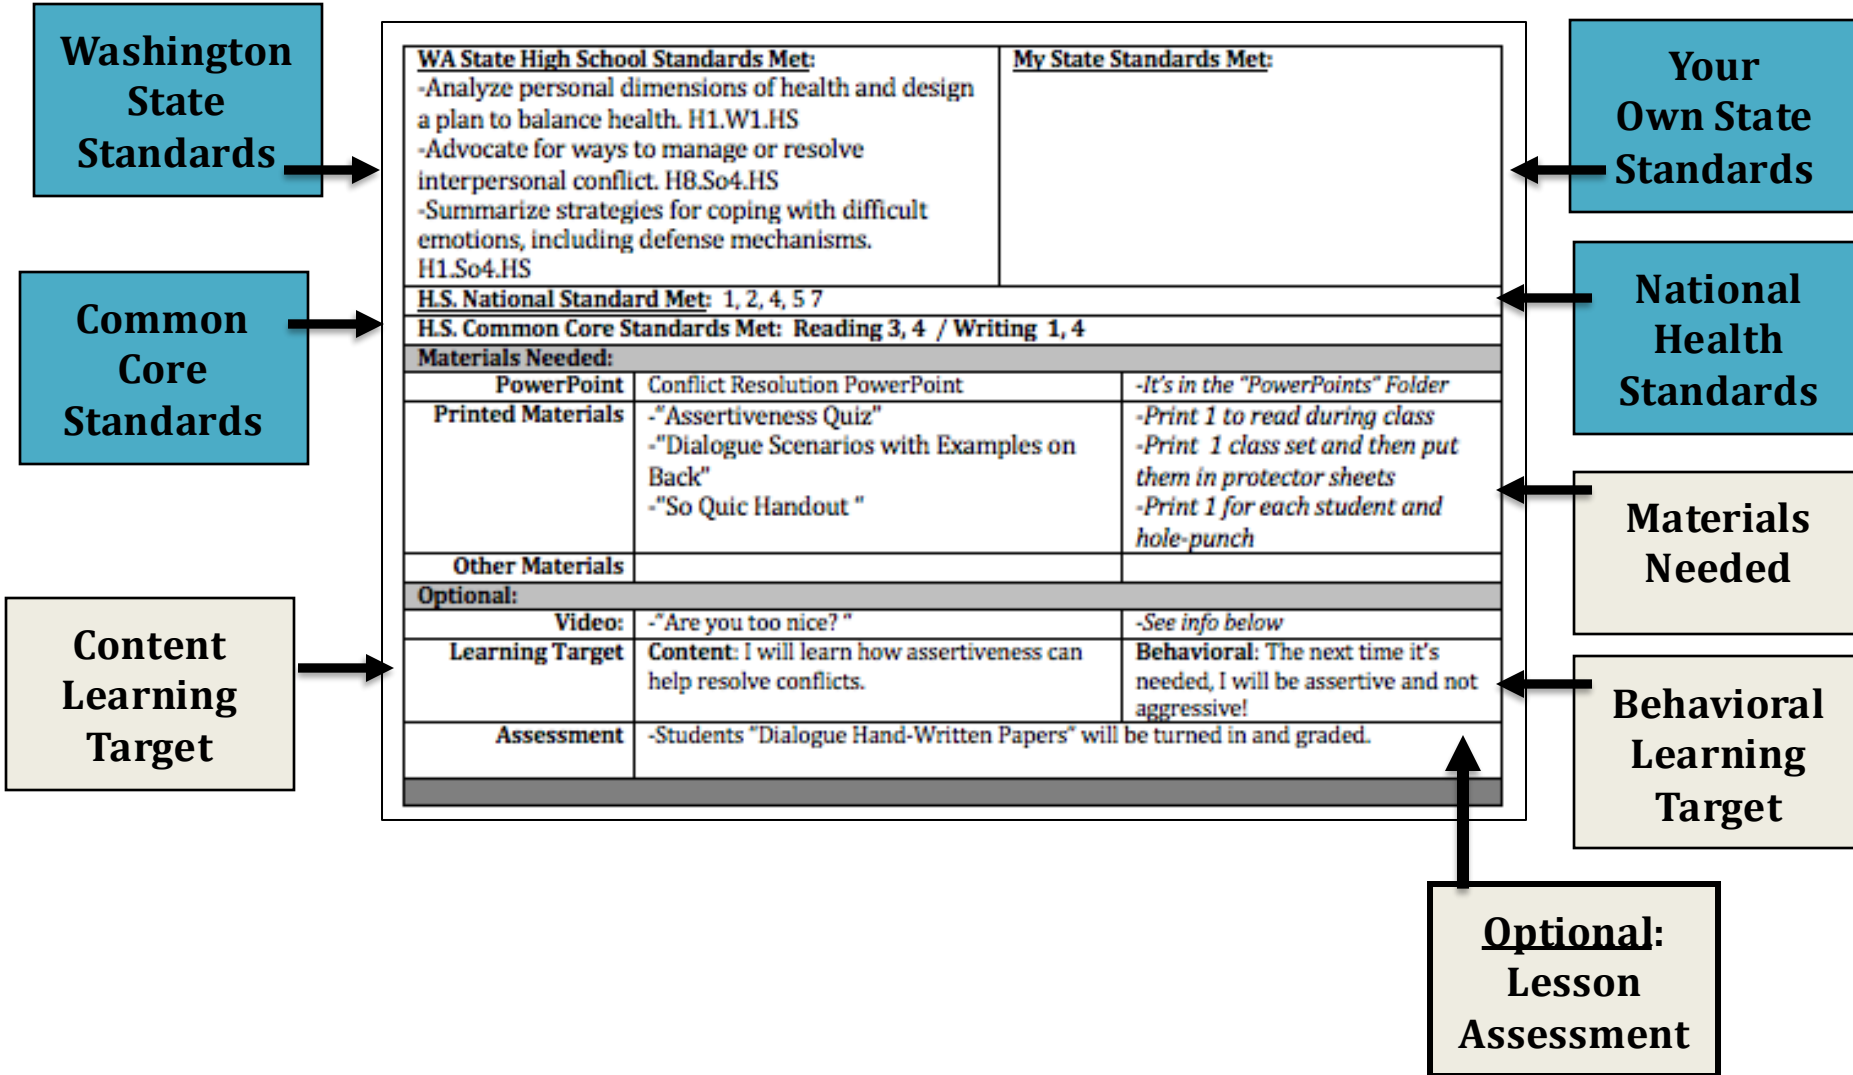 Washington
State
Standards
Common
Core
Standards
Content
Learning
Target
WA State High School Standards Met:
-Analyze personal dimensions of health and design
a plan to balance health. H1.W1.HS
-Advocate for ways to manage or resolve
interpersonal conflict. H8.So4.HS
-Summarize strategies for coping with difficult
emotions, including defense mechanisms.
H1.So4.HS
My State Standards Met:
H.S. National Standard Met: 1, 2, 4, 5 7
H.S. Common Core Standards Met: Reading 3, 4 / Writing 1, 4
Materials Needed:
PowerPoint
Conflict Resolution PowerPoint
-It's in the "PowerPoints" Folder
Printed Materials
-"Assertiveness Quiz"
-"Dialogue Scenarios with Examples on
Back"
-"So Quic Handout "
-Print 1 to read during class
-Print 1 class set and then put
them in protector sheets
-Print 1 for each student and
hole-punch
Other Materials
Optional:
Video:
-"Are you too nice? "
-See info below
Learning Target
Content: I will learn how assertiveness can
help resolve conflicts.
Behavioral: The next time it's
needed, I will be assertive and not
aggressive!
Assessment
-Students "Dialogue Hand-Written Papers" will be turned in and graded.
Your
Own State
Standards
National
Health
Standards
Materials
Needed
Behavioral
Learning
Target
Optional:
Lesson
Assessment